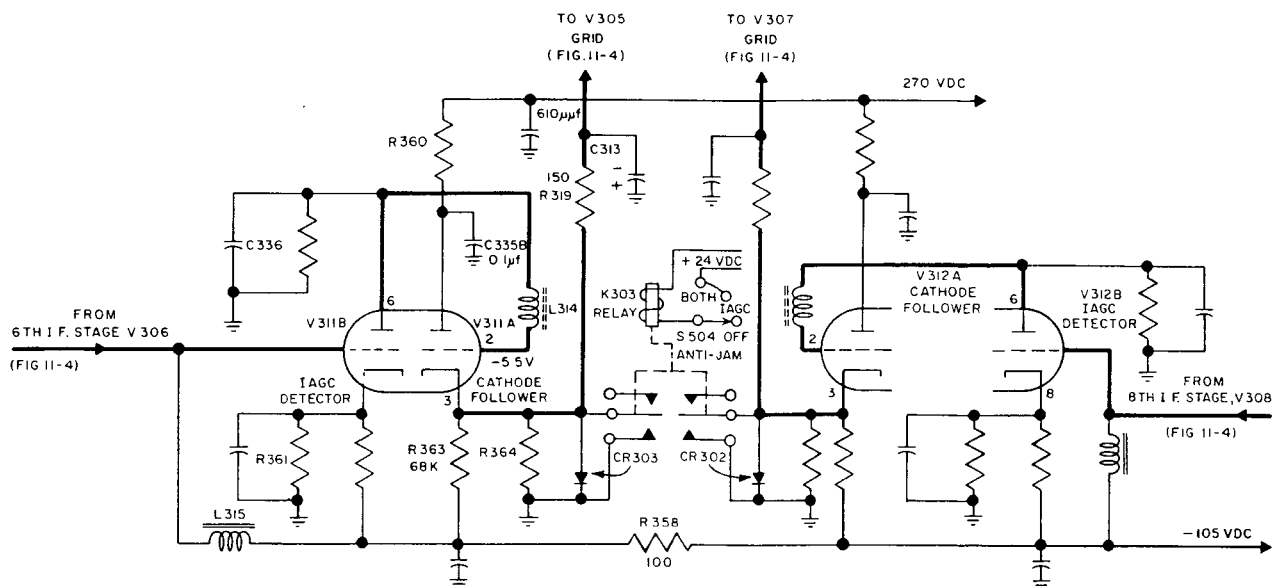 TO V305
GRID
(FIG. 11-4)
TO V307
GRID
(FIG 11-4)
270 VDC
610µµf
R360
C313
150
R319
C336
C335B
0.1µf
+ 24 VDC
BOTH
IAGC
K303
RELAY
S504 OFF
ANTI-JAM
V312A
CATHODE
FOLLOWER
V312B
IAGC
DETECTOR
L314
FROM
6TH I F. STAGE V306
(FIG 11-4)
V311B
6
V311A
2
-5.5V
2
6
IAGC
DETECTOR
3
CATHODE
FOLLOWER
3
8
FROM
8TH I F. STAGE, V308
(FIG 11-4)
R361
R363
68K
R364
CR303
CR302
L315
R358
100
-105 VDC